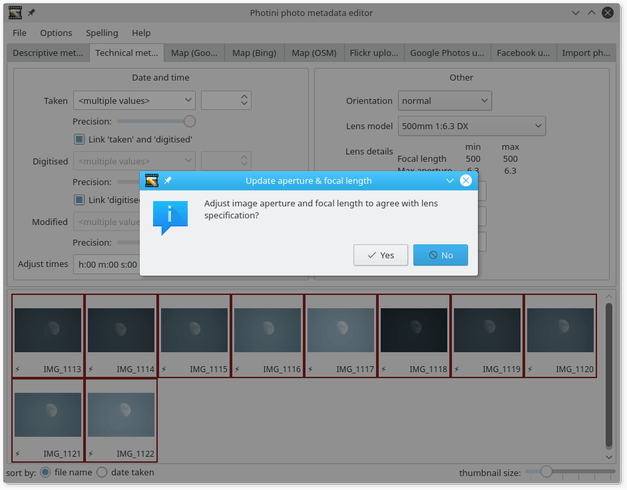 Photini photo metadata editor
File Options Spelling Help
Descriptive met... Technical met... Map (Goo... Map (Bing) Map (OSM) Flickr uplo... Google Photos u... Facebook u... Import ph...
Date and time
Taken <multiple values>
Precision:
Link 'taken' and 'digitised'
Digitised <multiple values>
Precision:
Link 'digitise
Modified <multiple values>
Precision:
Adjust times h:00 m:00 s:00
Other
Orientation normal
Lens model 500mm 1:6.3 DX
Lens details
min max
Focal length 500 500
Max aperture 6.3 6.3
Update aperture & focal length
Adjust image aperture and focal length to agree with lens
specification?
Yes No
IMG_1113 IMG_1114 IMG_1115 IMG_1116 IMG_1117 IMG_1118 IMG_1119 IMG_1120
IMG_1121 IMG_1122
sort by: file name date taken thumbnail size: